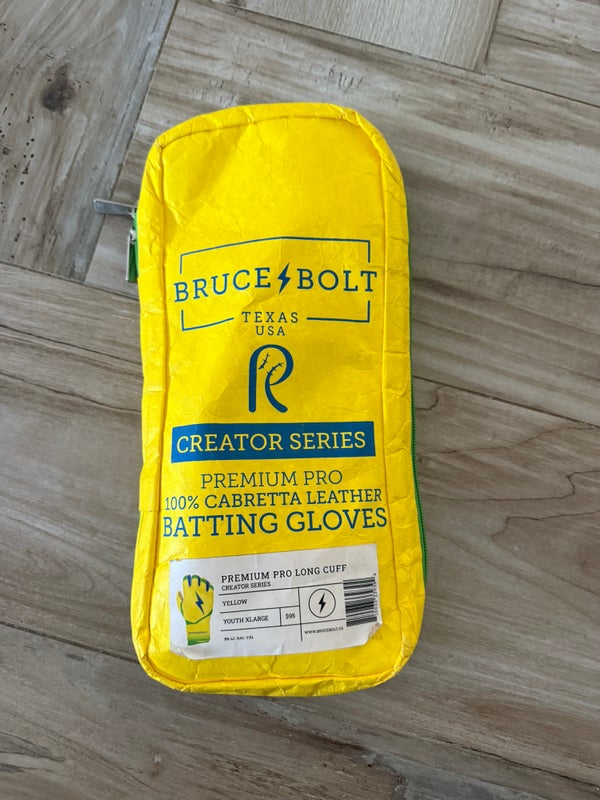 BRUCE BOLT
TEXAS
USA
R
CREATOR SERIES
PREMIUM PRO
100% CABRETTA LEATHER
BATTING GLOVES
PREMIUM PRO LONG CUFF
CREATOR SERIES
YELLOW
YOUTH XLARGE
$95
WWW.BRUCEBOLT.US